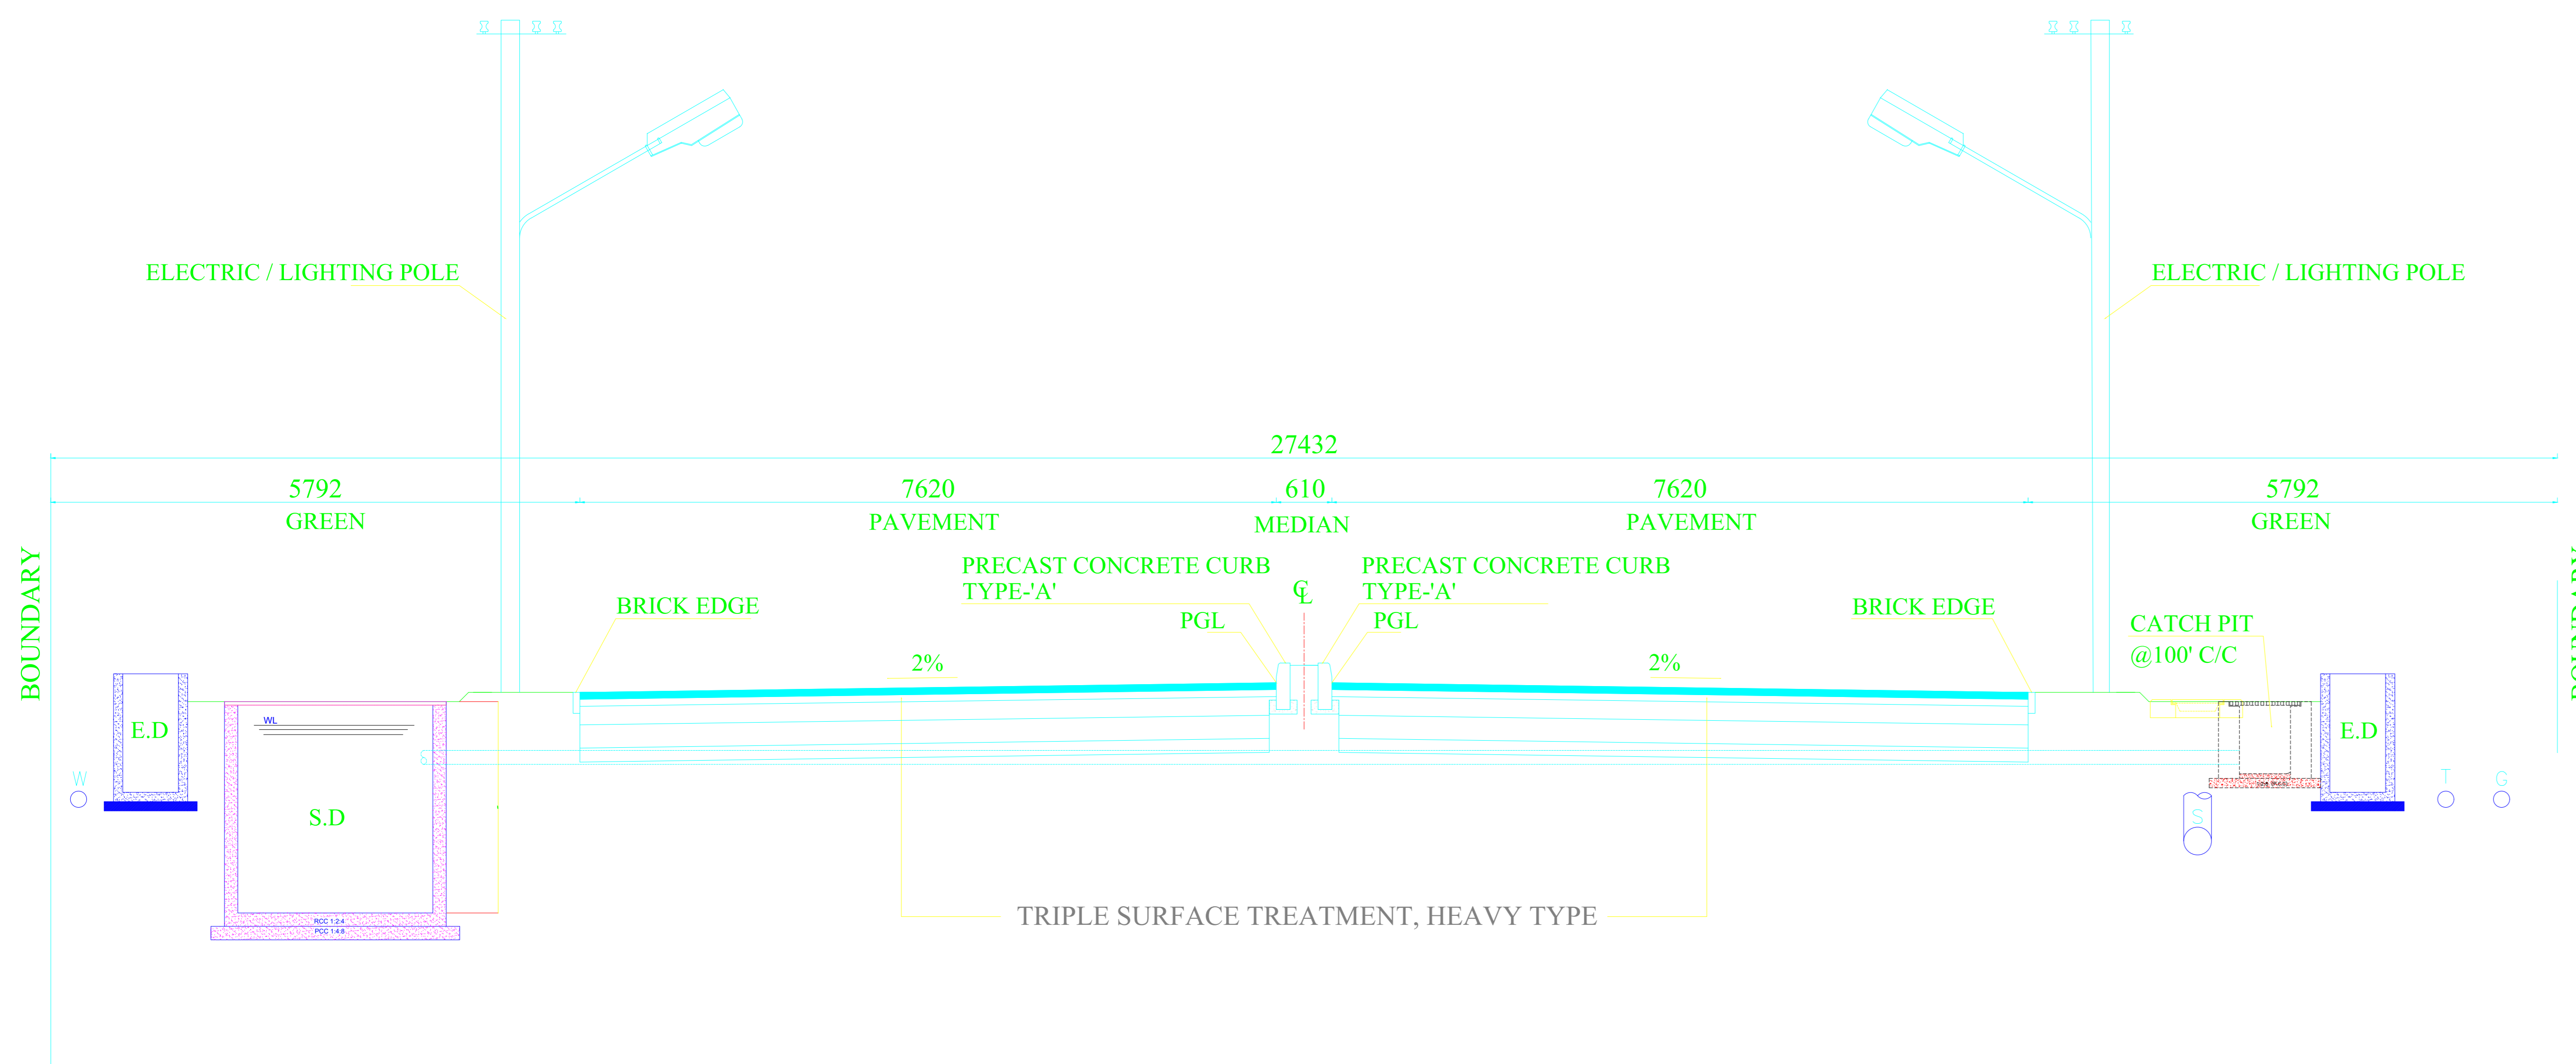 ELECTRIC / LIGHTING POLE
ELECTRIC / LIGHTING POLE
27432
5792
7620
610
7620
5792
GREEN
PAVEMENT
MEDIAN
PAVEMENT
GREEN
BOUNDARY
PRECAST CONCRETE CURB
TYPE-'A'
PRECAST CONCRETE CURB
TYPE-'A'
CL
BRICK EDGE
PGL
PGL
BRICK EDGE
CATCH PIT
@100' C/C
2%
2%
WL
E.D
E.D
W
T
G
S.D
S
RCC 1:2:4
PCC 1:4:8
TRIPLE SURFACE TREATMENT, HEAVY TYPE